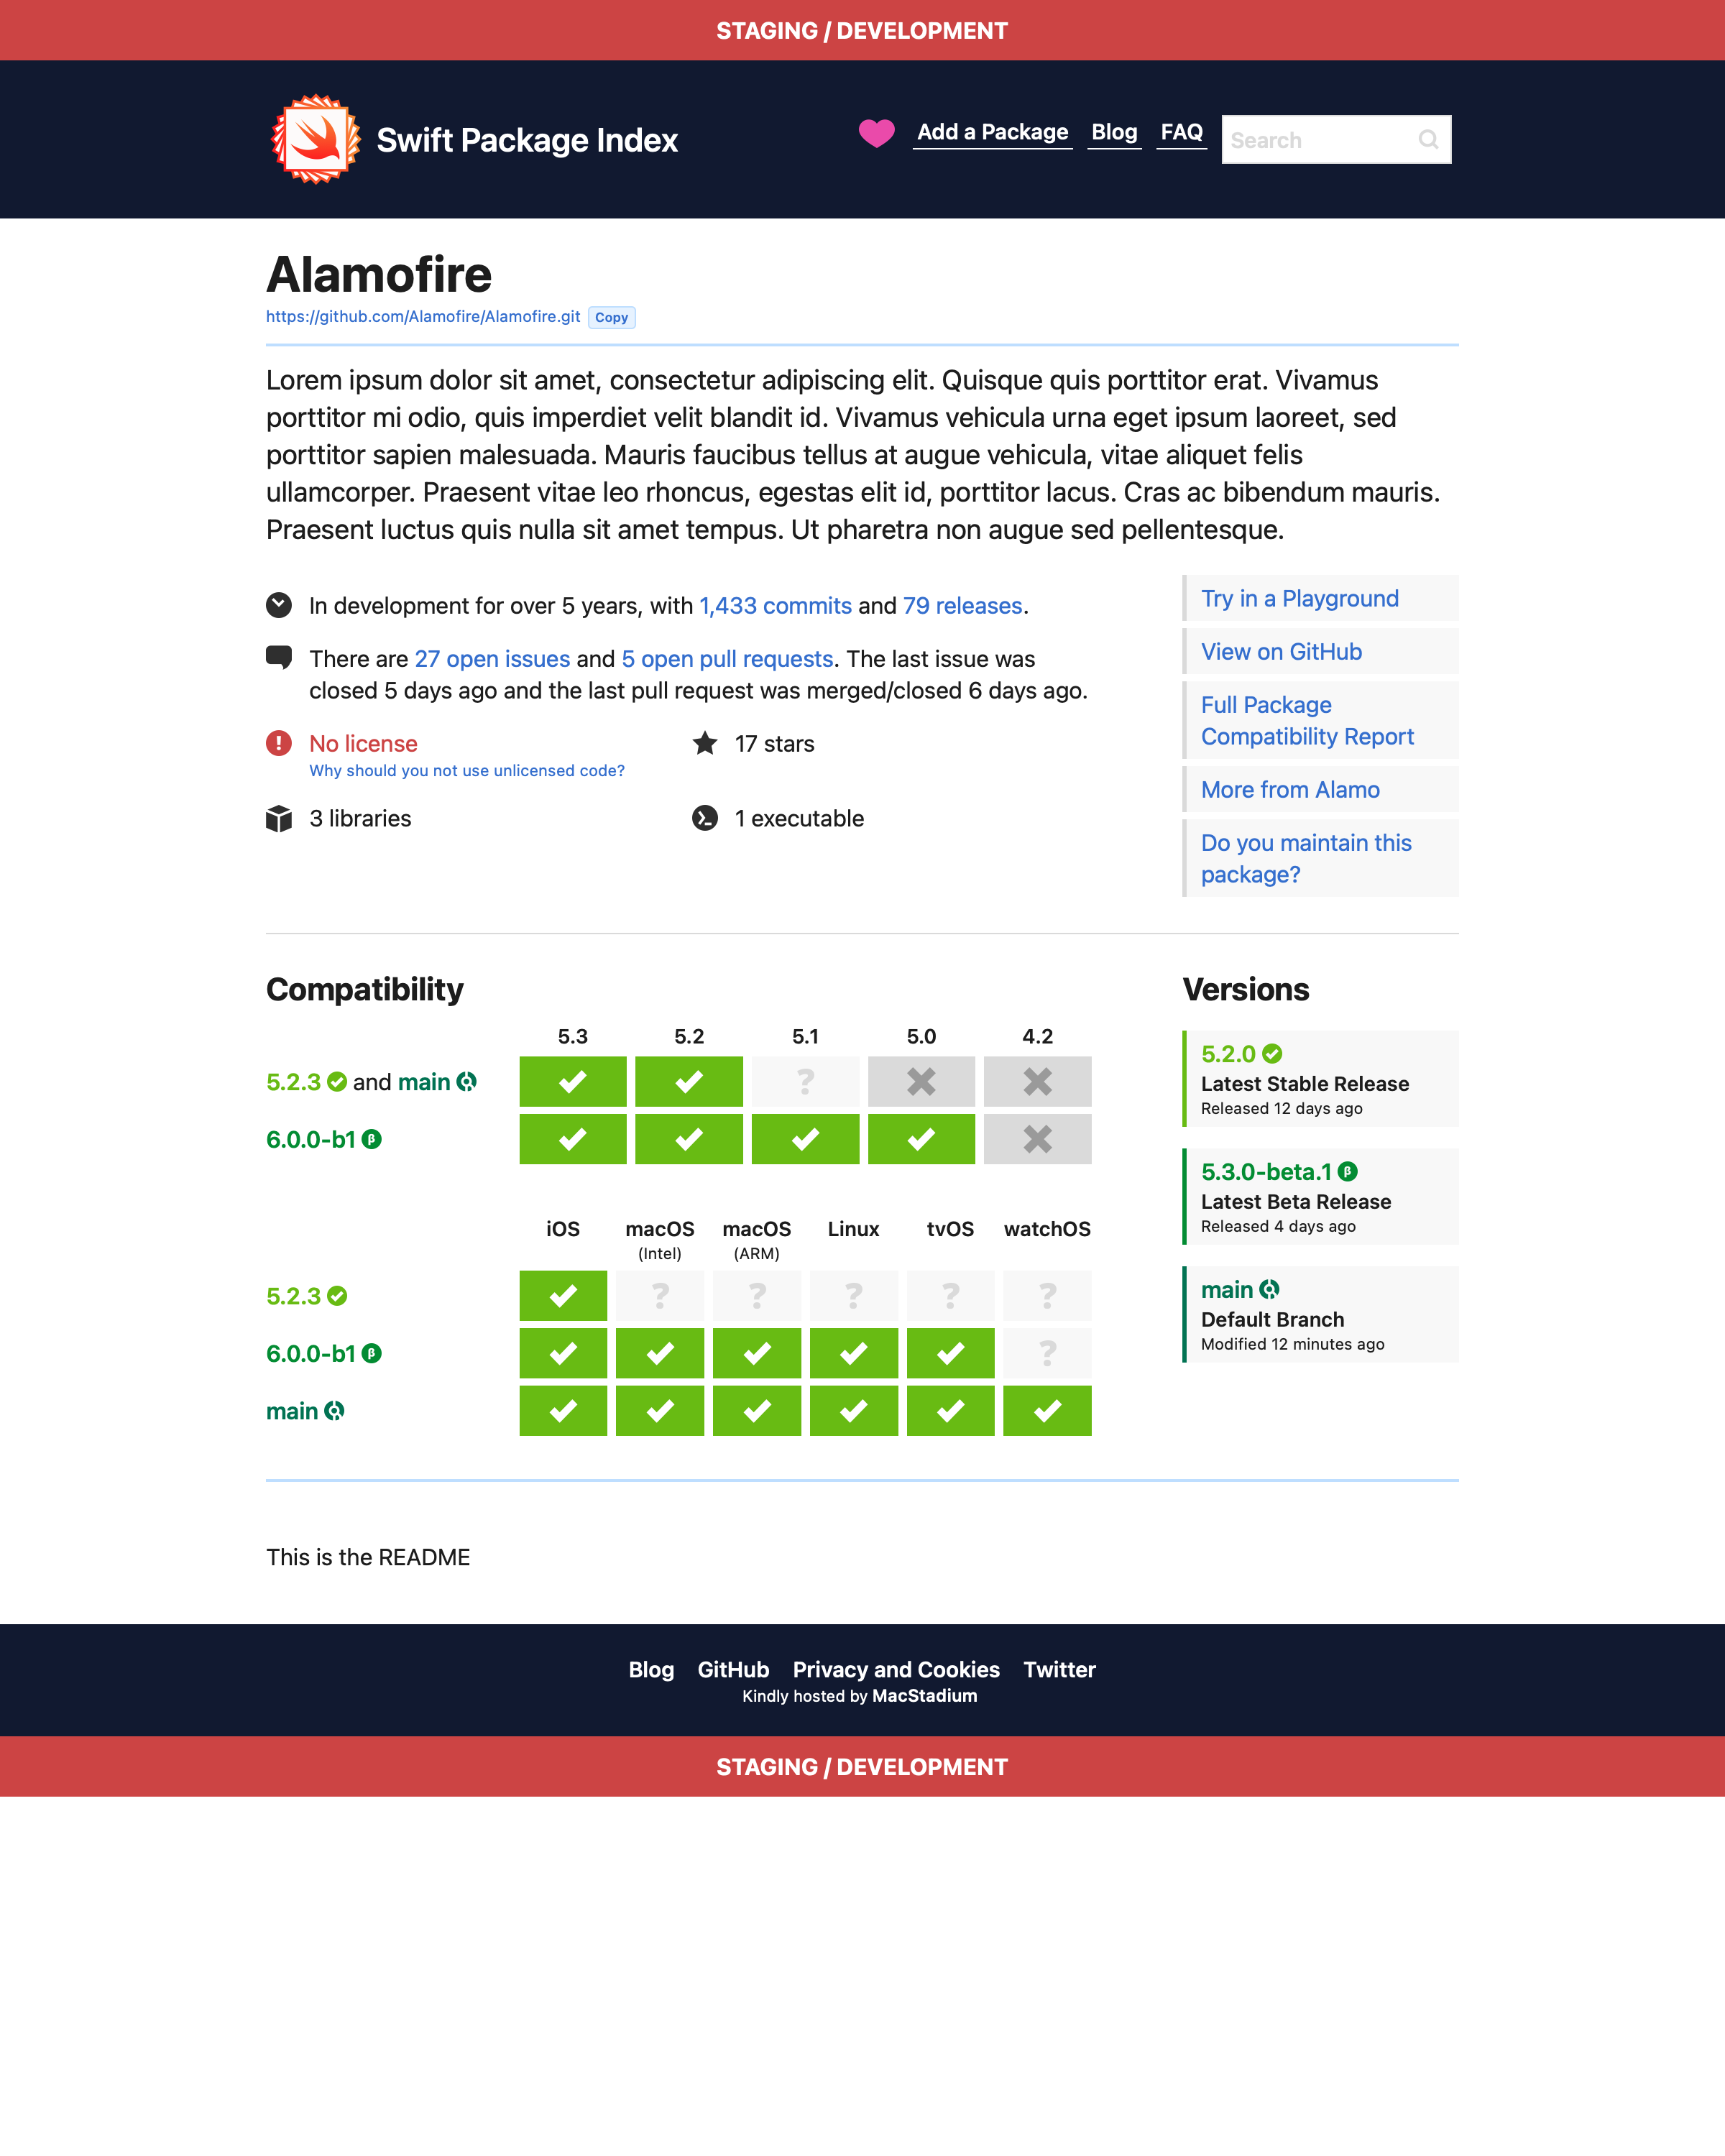 STAGING / DEVELOPMENT
Swift Package Index
Add a Package
Blog
FAQ
Search
Alamofire
https://github.com/Alamofire/Alamofire.git Copy
Lorem ipsum dolor sit amet, consectetur adipiscing elit. Quisque quis porttitor erat. Vivamus
porttitor mi odio, quis imperdiet velit blandit id. Vivamus vehicula urna eget ipsum laoreet, sed
porttitor sapien malesuada. Mauris faucibus tellus at augue vehicula, vitae aliquet felis
ullamcorper. Praesent vitae leo rhoncus, egestas elit id, porttitor lacus. Cras ac bibendum mauris.
Praesent luctus quis nulla sit amet tempus. Ut pharetra non augue sed pellentesque.
In development for over 5 years, with 1,433 commits and 79 releases.
There are 27 open issues and 5 open pull requests. The last issue was
closed 5 days ago and the last pull request was merged/closed 6 days ago.
No license
Why should you not use unlicensed code?
17 stars
3 libraries
1 executable
Try in a Playground
View on GitHub
Full Package
Compatibility Report
More from Alamo
Do you maintain this
package?
Compatibility
5.3 5.2 5.1 5.0 4.2
5.2.3 and main ?
6.0.0-b1 β
iOS macOS macOS Linux tvOS watchOS
(Intel) (ARM)
5.2.3 ? ? ? ? ?
6.0.0-b1 β ?
main
Versions
5.2.0
Latest Stable Release
Released 12 days ago
5.3.0-beta.1 β
Latest Beta Release
Released 4 days ago
main
Default Branch
Modified 12 minutes ago
This is the README
Blog GitHub Privacy and Cookies Twitter
Kindly hosted by MacStadium
STAGING / DEVELOPMENT